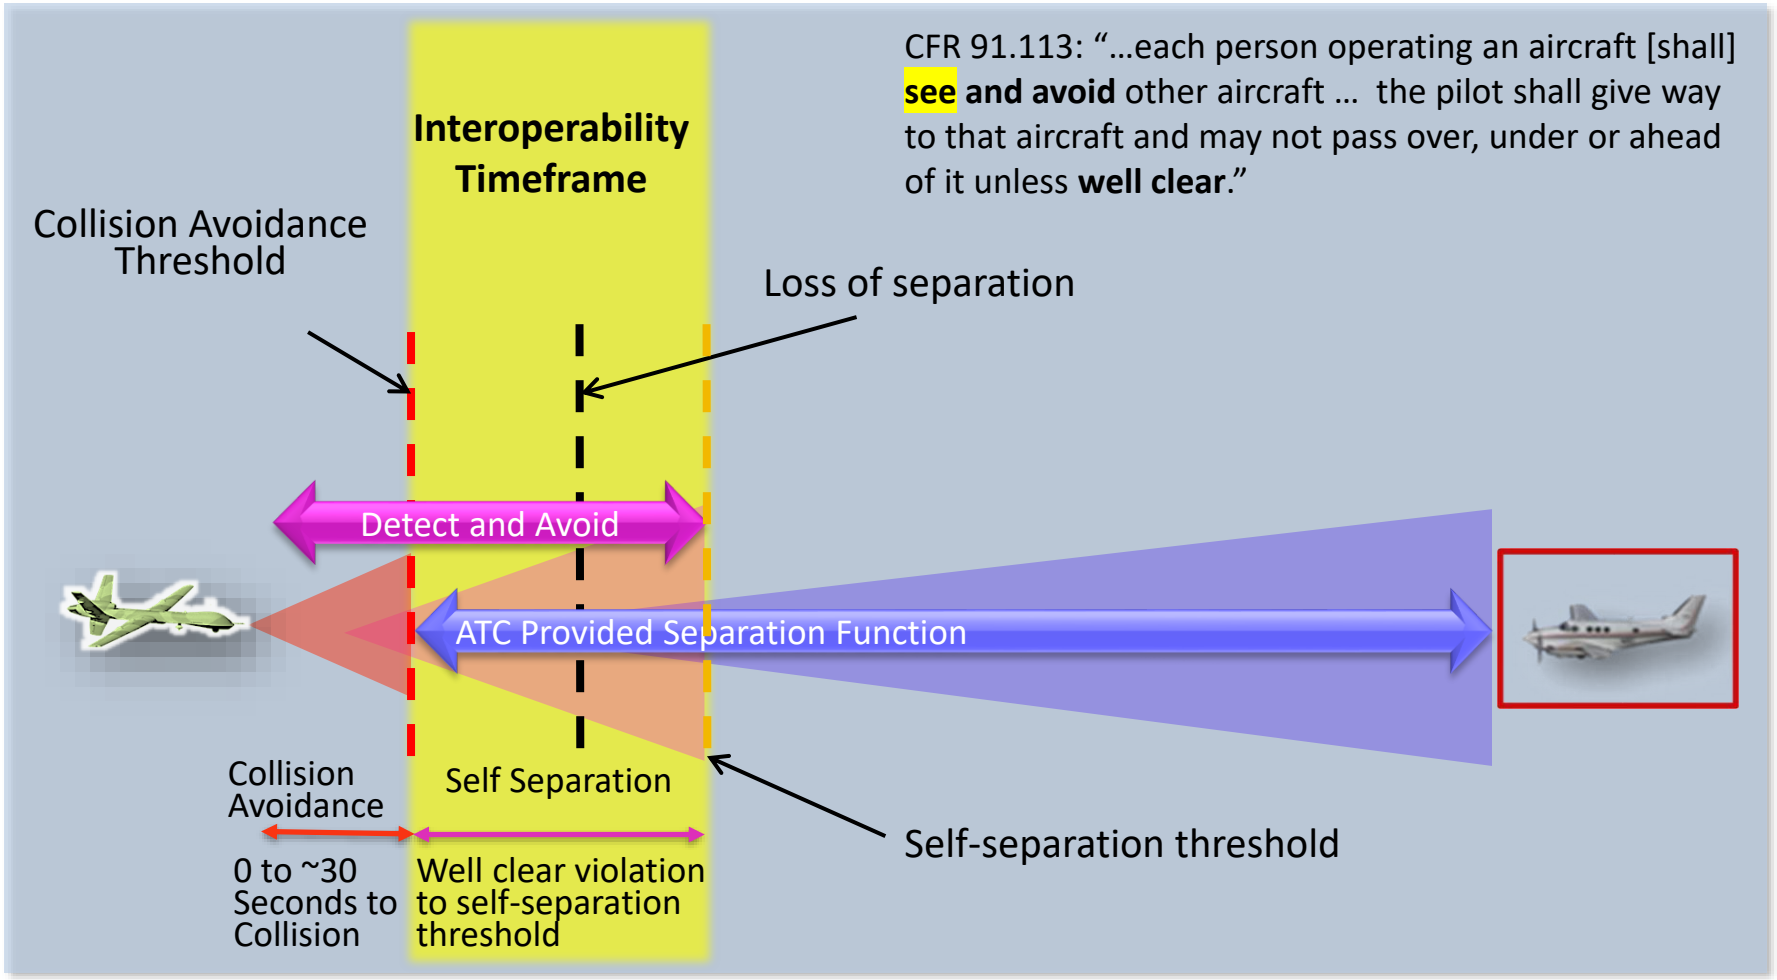 CFR 91.113: “…each person operating an aircraft [shall]
see and avoid other aircraft … the pilot shall give way
to that aircraft and may not pass over, under or ahead
of it unless well clear.”
Interoperability
Timeframe
Collision Avoidance
Threshold
Loss of separation
Detect and Avoid
ATC Provided Separation Function
Collision
Avoidance
Self Separation
Self-separation threshold
0 to ~30
Seconds to
Collision
Well clear violation
to self-separation
threshold